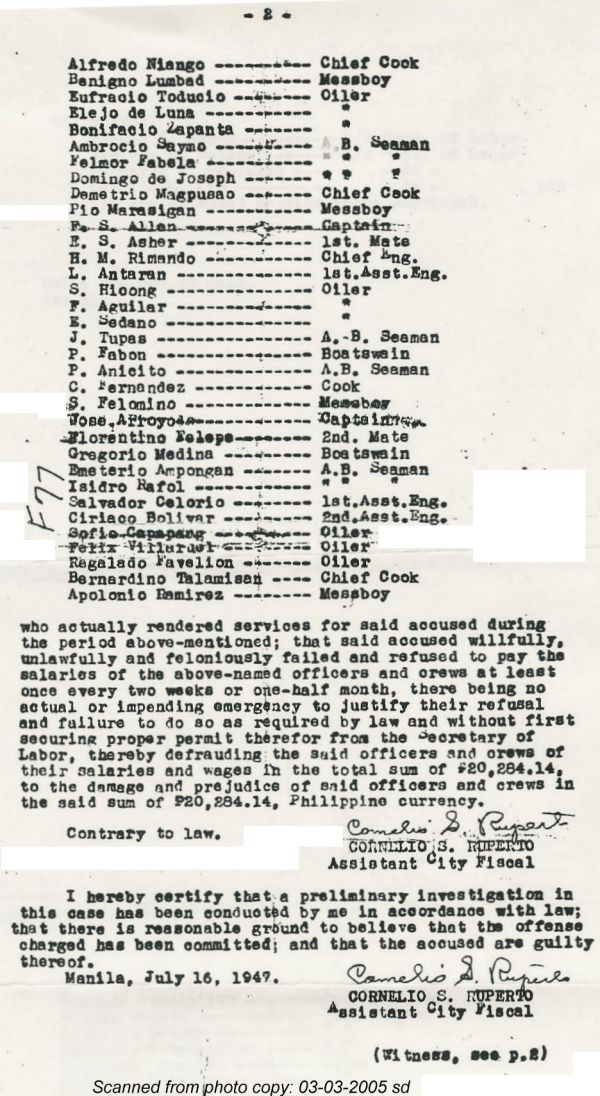 - 2 -
Alfredo Niango ----------- Chief Cook
Benigno Lumbad ----------- Messboy
Eufracio Toducio --------- Oiler
Elejo de Luna ------------ "
Bonifacio Zapanta -------- "
Ambrocio Saymo ----------- A.B. Seaman
Felmor Fabela ------------ " " "
Domingo de Joseph -------- " " "
Demetrio Magpusao -------- Chief Cook
Pio Marasigan ------------ Messboy
F. S. Allen -------------- Captain
E. S. Asher -------------- 1st. Mate
H. M. Rimando ------------ Chief Eng.
L. Antaran --------------- 1st.Asst.Eng.
S. Hicong ---------------- Oiler
F. Aguilar --------------- "
E. Sedano ---------------- "
J. Tupas ----------------- A.-B. Seaman
P. Fabon ----------------- Boatswain
P. Anicito --------------- A.B. Seaman
C. Fernandez ------------- Cook
S. Felomino -------------- Messboy
Jose Arroyo -------------- Captain
Florentino Felepe -------- 2nd. Mate
Gregorio Medina ---------- Boatswain
Emeterio Ampongan -------- A.B. Seaman
Isidro Rafol ------------- " " "
Salvador Celorio --------- 1st.Asst.Eng.
Ciriaco Bolivar ---------- 2nd.Asst.Eng.
Sofio Capapang ----------- Oiler
Felix Villaruel ---------- Oiler
Regalado Favelion -------- Oiler
Bernardino Talamisan ----- Chief Cook
Apolonio Ramirez --------- Messboy
F77
who actually rendered services for said accused during
the period above-mentioned; that said accused willfully,
unlawfully and feloniously failed and refused to pay the
salaries of the above-named officers and crews at least
once every two weeks or one-half month, there being no
actual or impending emergency to justify their refusal
and failure to do so as required by law and without first
securing proper permit therefor from the Secretary of
Labor, thereby defrauding the said officers and crews of
their salaries and wages in the total sum of ₱20,284.14,
to the damage and prejudice of said officers and crews in
the said sum of ₱20,284.14, Philippine currency.
Contrary to law.
Cornelio S. Ruperto
CORNELIO S. RUPERTO
Assistant City Fiscal
I hereby certify that a preliminary investigation in
this case has been conducted by me in accordance with law;
that there is reasonable ground to believe that the offense
charged has been committed; and that the accused are guilty
thereof.
Manila, July 16, 1947.
Cornelio S. Ruperto
CORNELIO S. RUPERTO
Assistant City Fiscal
(Witness, see p.2)
Scanned from photo copy: 03-03-2005 sd